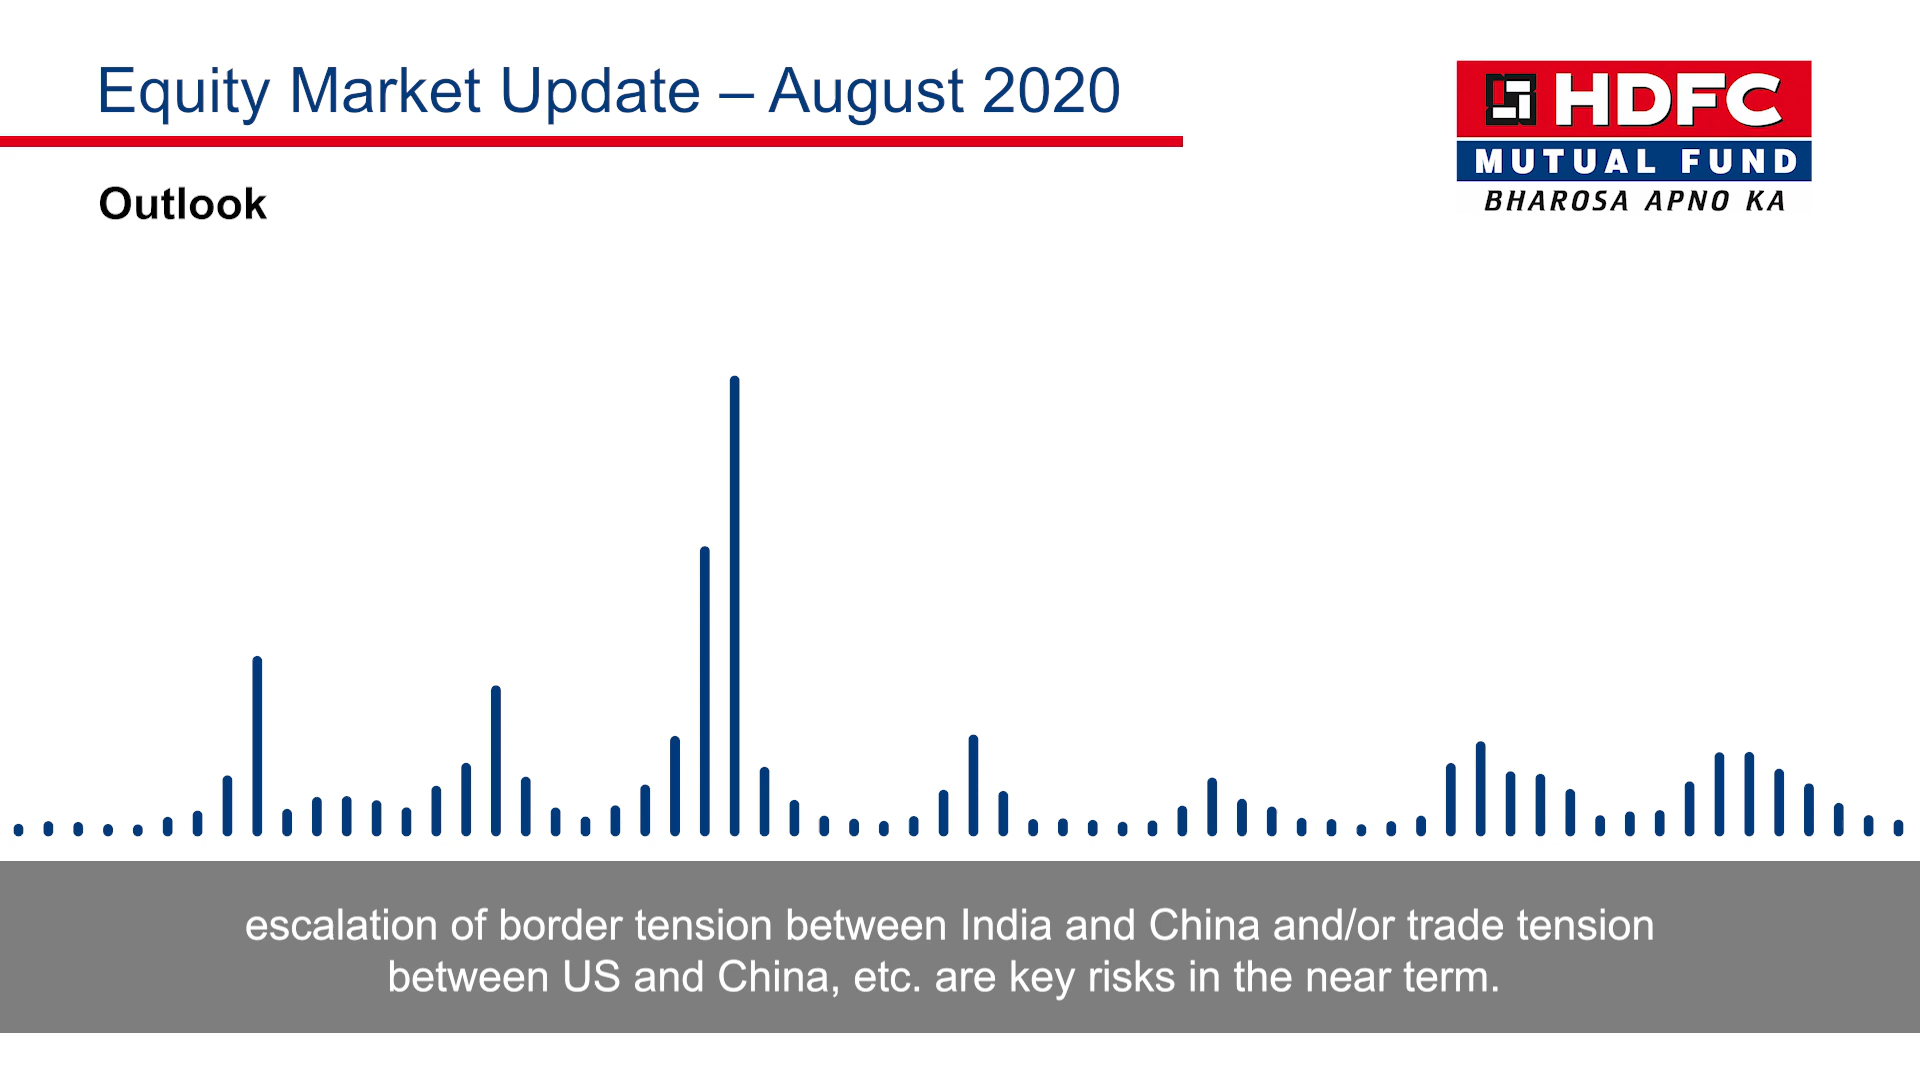 Equity Market Update – August 2020
HDFC
MUTUAL FUND
BHAROSA APNO KA
Outlook
escalation of border tension between India and China and/or trade tension
between US and China, etc. are key risks in the near term.